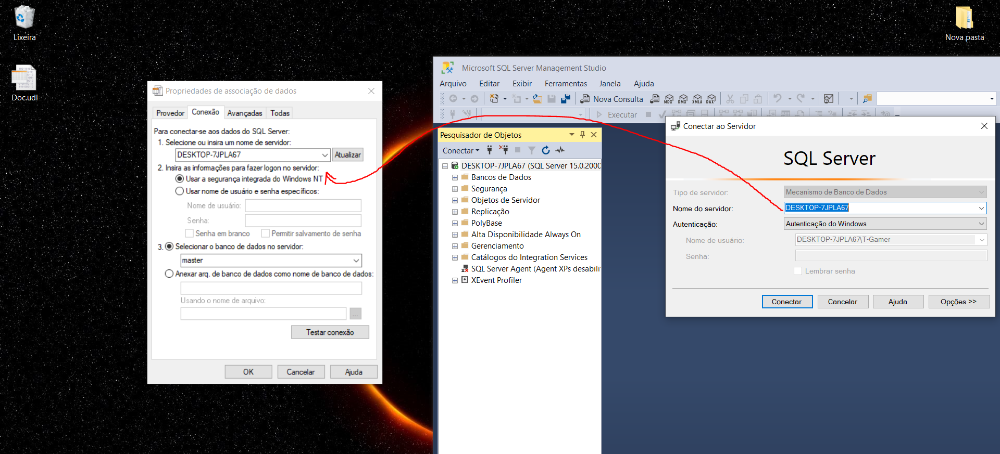 Lixeira
Doc.udl
Nova pasta
Propriedades de associação de dados
Provedor Conexão Avançadas Todas
Para conectar-se aos dados do SQL Server:
1. Selecione ou insira um nome de servidor:
DESKTOP-7JPLA67 Atualizar
2. Insira as informações para fazer logon no servidor:
Usar a segurança integrada do Windows NT
Usar nome de usuário e senha específicos:
Nome de usuário:
Senha:
Senha em branco Permitir salvamento de senha
3. Selecionar o banco de dados no servidor:
master
Anexar arq. de banco de dados como nome de banco de dados:
Usando o nome de arquivo:
...
Testar conexão
OK Cancelar Ajuda
Microsoft SQL Server Management Studio
Arquivo Editar Exibir Ferramentas Janela Ajuda
Nova Consulta MDX DMX XMLA DAX
Executar
Pesquisador de Objetos
Conectar
DESKTOP-7JPLA67 (SQL Server 15.0.2000
Bancos de Dados
Segurança
Objetos de Servidor
Replicação
PolyBase
Alta Disponibilidade Always On
Gerenciamento
Catálogos do Integration Services
SQL Server Agent (Agent XPs desabili
XEvent Profiler
Conectar ao Servidor
SQL Server
Tipo de servidor: Mecanismo de Banco de Dados
Nome do servidor: DESKTOP-7JPLA67
Autenticação: Autenticação do Windows
Nome de usuário: DESKTOP-7JPLA67\T-Gamer
Senha:
Lembrar senha
Conectar Cancelar Ajuda Opções >>